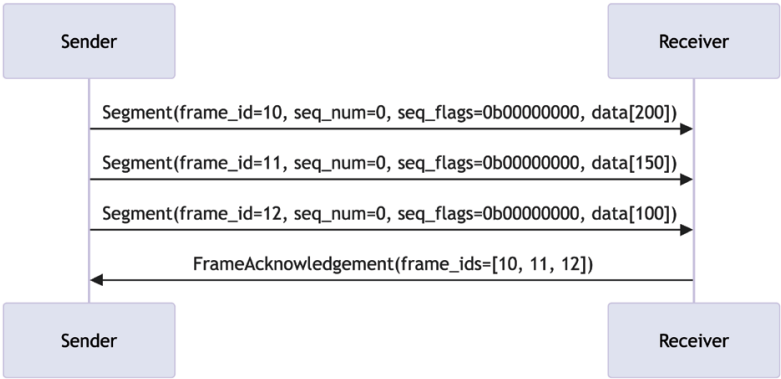 Sender
Receiver
Segment(frame_id=10, seq_num=0, seq_flags=0b00000000, data[200])
Segment(frame_id=11, seq_num=0, seq_flags=0b00000000, data[150])
Segment(frame_id=12, seq_num=0, seq_flags=0b00000000, data[100])
FrameAcknowledgement(frame_ids=[10, 11, 12])
Sender
Receiver